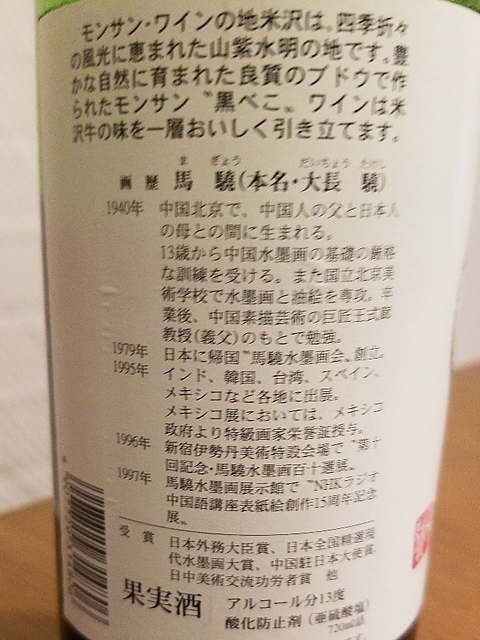 モンサン・ワインの地米沢は、四季折々
の風光に恵まれた山紫水明の地です。豊
かな自然に育まれた良質のブドウで作
られたモンサン〝黒べこ〟ワインは米
沢牛の味を一層おいしく引き立てます。
ま ぎょう だいちょう たけし
画歴 馬 驍(本名・大長 驍)
1940年 中国北京で、中国人の父と日本人
の母との間に生まれる。
13歳から中国水墨画の基礎の厳格
な訓練を受ける。また国立北京美
術学校で水墨画と油絵を専攻。卒
業後、中国素描芸術の巨匠王式廓
教授(義父)のもとで勉強。
1979年 日本に帰国〝馬驍水墨画会〟創立。
1995年 インド、韓国、台湾、スペイン、
メキシコなど各地に出展。
メキシコ展においては、メキシコ
政府より特級画家栄誉証授与。
1996年 新宿伊勢丹美術特設会場で〝第十
回記念・馬驍水墨画百十選展〟
1997年 馬驍水墨画展示館で〝NHKラジオ
中国語講座表紙絵創作15周年記念
展〟
受賞 日本外務大臣賞、日本全国精選現
代水墨画大賞、中国駐日本大使賞、
日中美術交流功労者賞 他
果実酒 アルコール分13度
酸化防止剤(亜硫酸塩)
720ml詰